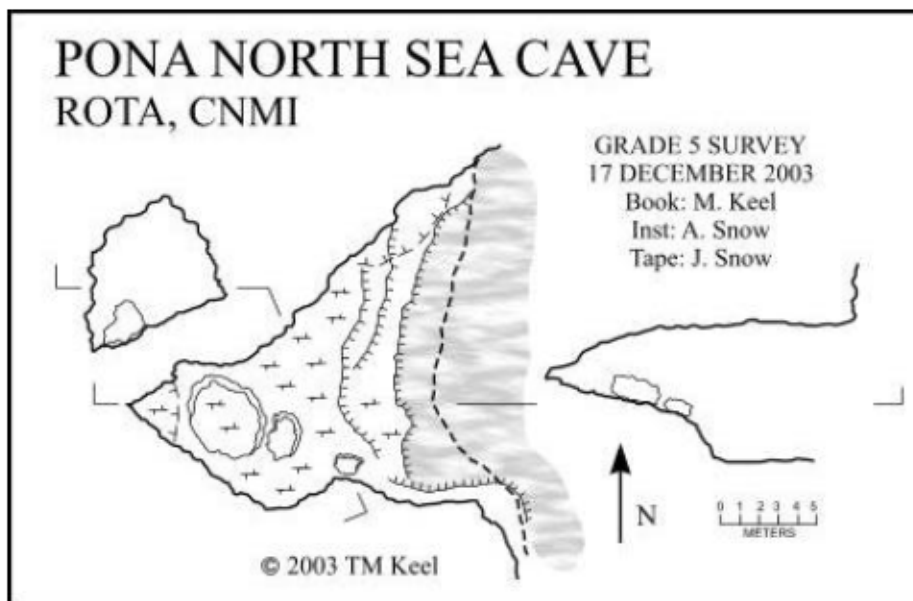 PONA NORTH SEA CAVE
ROTA, CNMI
GRADE 5 SURVEY
17 DECEMBER 2003
Book: M. Keel
Inst: A. Snow
Tape: J. Snow
N
0 1 2 3 4 5
METERS
© 2003 TM Keel